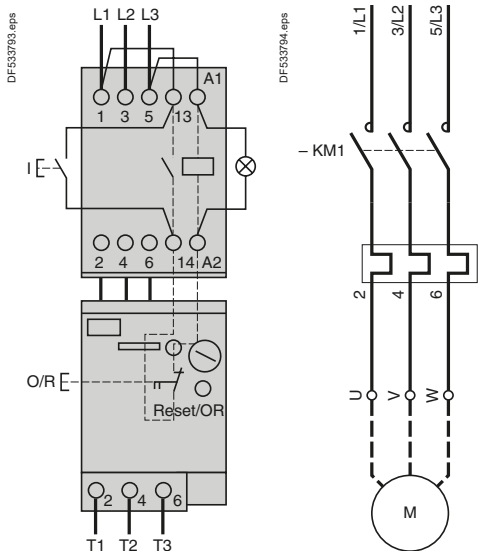 DF533793.eps
L1 L2 L3
A1
1 3 5 13
I
2 4 6 14 A2
O/R
Reset/OR
2 4 6
T1 T2 T3
DF533794.eps
1/L1
3/L2
5/L3
– KM1
2
4
6
U
V
W
M